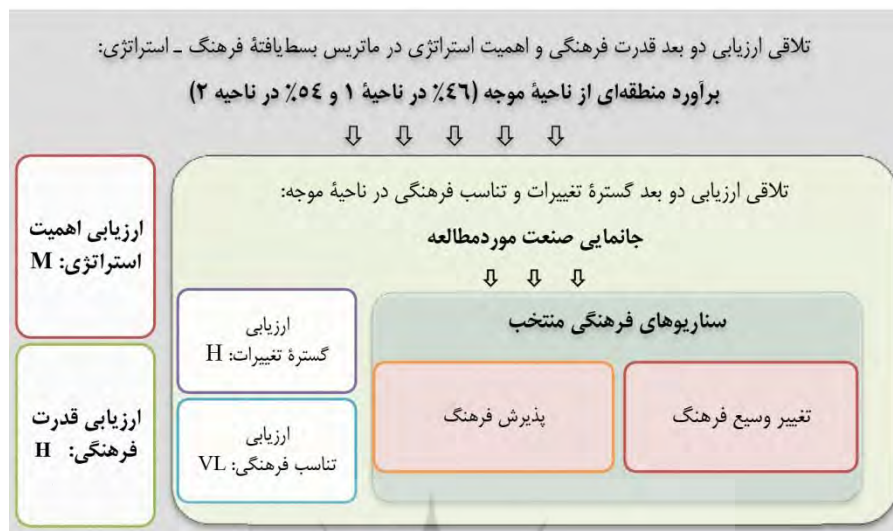 تلاقی ارزیابی دو بعد قدرت فرهنگی و اهمیت استراتژی در ماتریس بسط‌یافتهٔ فرهنگ ـ استراتژی:
برآورد منطقه‌ای از ناحیهٔ موجه (٤٦٪ در ناحیهٔ ۱ و ٥٤٪ در ناحیه ۲)
تلاقی ارزیابی دو بعد گسترهٔ تغییرات و تناسب فرهنگی در ناحیهٔ موجه:
جانمایی صنعت موردمطالعه
سناریوهای فرهنگی منتخب
تغییر وسیع فرهنگ
پذیرش فرهنگ
ارزیابی
گسترهٔ تغییرات: H
ارزیابی
تناسب فرهنگی: VL
ارزیابی اهمیت
استراتژی: M
ارزیابی قدرت
فرهنگی: H